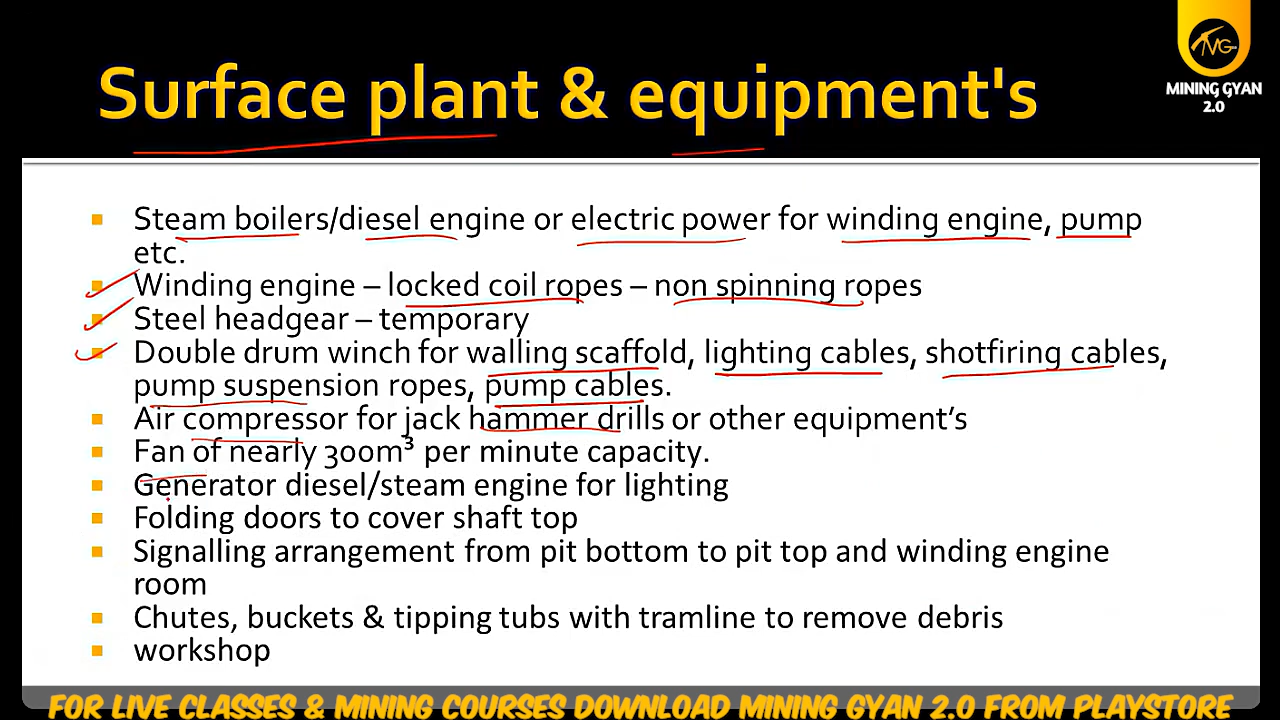 Surface plant & equipment's
MINING GYAN
2.0
Steam boilers/diesel engine or electric power for winding engine, pump
etc.
Winding engine – locked coil ropes – non spinning ropes
Steel headgear – temporary
Double drum winch for walling scaffold, lighting cables, shotfiring cables,
pump suspension ropes, pump cables.
Air compressor for jack hammer drills or other equipment’s
Fan of nearly 300m³ per minute capacity.
Generator diesel/steam engine for lighting
Folding doors to cover shaft top
Signalling arrangement from pit bottom to pit top and winding engine
room
Chutes, buckets & tipping tubs with tramline to remove debris
workshop
FOR LIVE CLASSES & MINING COURSES DOWNLOAD MINING GYAN 2.0 FROM PLAYSTORE